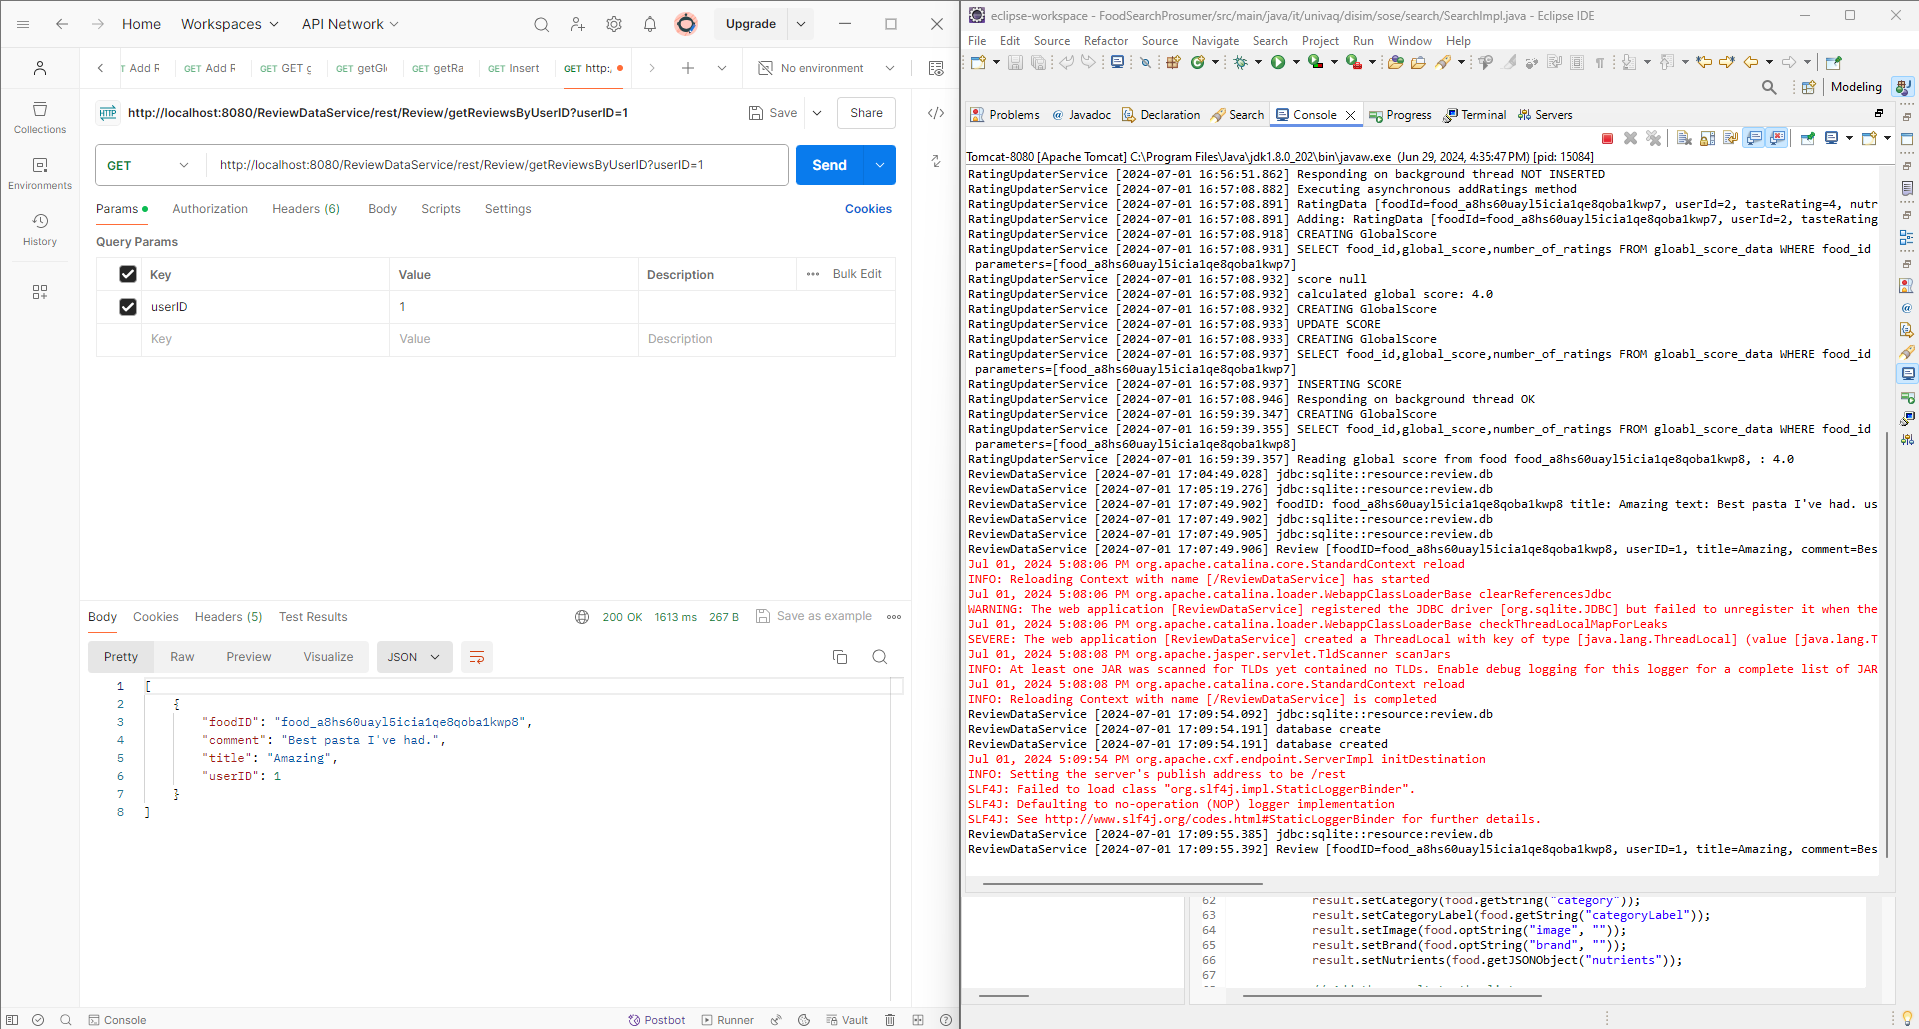 Home
Workspaces
API Network
Upgrade
Add R
Add R
GET g
getGl
getRa
Insert
GET http:/
No environment
http://localhost:8080/ReviewDataService/rest/Review/getReviewsByUserID?userID=1
Save
Share
Collections
Environments
History
GET
http://localhost:8080/ReviewDataService/rest/Review/getReviewsByUserID?userID=1
Send
Params
Authorization
Headers (6)
Body
Scripts
Settings
Cookies
Query Params
Key
Value
Description
Bulk Edit
userID
1
Key
Value
Description
Body
Cookies
Headers (5)
Test Results
200 OK
1613 ms
267 B
Save as example
Pretty
Raw
Preview
Visualize
JSON
1 [
2 {
3 "foodID": "food_a8hs60uayl5icia1qe8qoba1kwp8",
4 "comment": "Best pasta I've had.",
5 "title": "Amazing",
6 "userID": 1
7 }
8 ]
Console
Postbot
Runner
Vault
eclipse-workspace - FoodSearchProsumer/src/main/java/it/univaq/disim/sose/search/SearchImpl.java - Eclipse IDE
File Edit Source Refactor Source Navigate Search Project Run Window Help
Modeling
Problems
Javadoc
Declaration
Search
Console
Progress
Terminal
Servers
Tomcat-8080 [Apache Tomcat] C:\Program Files\Java\jdk1.8.0_202\bin\javaw.exe (Jun 29, 2024, 4:35:47 PM) [pid: 15084]
RatingUpdaterService [2024-07-01 16:56:51.862] Responding on background thread NOT INSERTED
RatingUpdaterService [2024-07-01 16:57:08.882] Executing asynchronous addRatings method
RatingUpdaterService [2024-07-01 16:57:08.891] RatingData [foodId=food_a8hs60uayl5icia1qe8qoba1kwp7, userId=2, tasteRating=4, nutr
RatingUpdaterService [2024-07-01 16:57:08.891] Adding: RatingData [foodId=food_a8hs60uayl5icia1qe8qoba1kwp7, userId=2, tasteRating
RatingUpdaterService [2024-07-01 16:57:08.918] CREATING GlobalScore
RatingUpdaterService [2024-07-01 16:57:08.931] SELECT food_id,global_score,number_of_ratings FROM gloabl_score_data WHERE food_id
parameters=[food_a8hs60uayl5icia1qe8qoba1kwp7]
RatingUpdaterService [2024-07-01 16:57:08.932] score null
RatingUpdaterService [2024-07-01 16:57:08.932] calculated global score: 4.0
RatingUpdaterService [2024-07-01 16:57:08.932] CREATING GlobalScore
RatingUpdaterService [2024-07-01 16:57:08.933] UPDATE SCORE
RatingUpdaterService [2024-07-01 16:57:08.933] CREATING GlobalScore
RatingUpdaterService [2024-07-01 16:57:08.937] SELECT food_id,global_score,number_of_ratings FROM gloabl_score_data WHERE food_id
parameters=[food_a8hs60uayl5icia1qe8qoba1kwp7]
RatingUpdaterService [2024-07-01 16:57:08.937] INSERTING SCORE
RatingUpdaterService [2024-07-01 16:57:08.946] Responding on background thread OK
RatingUpdaterService [2024-07-01 16:59:39.347] CREATING GlobalScore
RatingUpdaterService [2024-07-01 16:59:39.355] SELECT food_id,global_score,number_of_ratings FROM gloabl_score_data WHERE food_id
parameters=[food_a8hs60uayl5icia1qe8qoba1kwp8]
RatingUpdaterService [2024-07-01 16:59:39.357] Reading global score from food food_a8hs60uayl5icia1qe8qoba1kwp8, : 4.0
ReviewDataService [2024-07-01 17:04:49.028] jdbc:sqlite::resource:review.db
ReviewDataService [2024-07-01 17:05:19.276] jdbc:sqlite::resource:review.db
ReviewDataService [2024-07-01 17:07:49.902] foodID: food_a8hs60uayl5icia1qe8qoba1kwp8 title: Amazing text: Best pasta I've had. us
ReviewDataService [2024-07-01 17:07:49.902] jdbc:sqlite::resource:review.db
ReviewDataService [2024-07-01 17:07:49.905] jdbc:sqlite::resource:review.db
ReviewDataService [2024-07-01 17:07:49.906] Review [foodID=food_a8hs60uayl5icia1qe8qoba1kwp8, userID=1, title=Amazing, comment=Bes
Jul 01, 2024 5:08:06 PM org.apache.catalina.core.StandardContext reload
INFO: Reloading Context with name [/ReviewDataService] has started
Jul 01, 2024 5:08:06 PM org.apache.catalina.loader.WebappClassLoaderBase clearReferencesJdbc
WARNING: The web application [ReviewDataService] registered the JDBC driver [org.sqlite.JDBC] but failed to unregister it when the
Jul 01, 2024 5:08:06 PM org.apache.catalina.loader.WebappClassLoaderBase checkThreadLocalMapForLeaks
SEVERE: The web application [ReviewDataService] created a ThreadLocal with key of type [java.lang.ThreadLocal] (value [java.lang.T
Jul 01, 2024 5:08:08 PM org.apache.jasper.servlet.TldScanner scanJars
INFO: At least one JAR was scanned for TLDs yet contained no TLDs. Enable debug logging for this logger for a complete list of JAR
Jul 01, 2024 5:08:08 PM org.apache.catalina.core.StandardContext reload
INFO: Reloading Context with name [/ReviewDataService] is completed
ReviewDataService [2024-07-01 17:09:54.092] jdbc:sqlite::resource:review.db
ReviewDataService [2024-07-01 17:09:54.191] database create
ReviewDataService [2024-07-01 17:09:54.191] database created
Jul 01, 2024 5:09:54 PM org.apache.cxf.endpoint.ServerImpl initDestination
INFO: Setting the server's publish address to be /rest
SLF4J: Failed to load class "org.slf4j.impl.StaticLoggerBinder".
SLF4J: Defaulting to no-operation (NOP) logger implementation
SLF4J: See http://www.slf4j.org/codes.html#StaticLoggerBinder for further details.
ReviewDataService [2024-07-01 17:09:55.385] jdbc:sqlite::resource:review.db
ReviewDataService [2024-07-01 17:09:55.392] Review [foodID=food_a8hs60uayl5icia1qe8qoba1kwp8, userID=1, title=Amazing, comment=Bes
62 result.setCategory(food.getString("category"));
63 result.setCategoryLabel(food.getString("categoryLabel"));
64 result.setImage(food.optString("image", ""));
65 result.setBrand(food.optString("brand", ""));
66 result.setNutrients(food.getJSONObject("nutrients"));
67